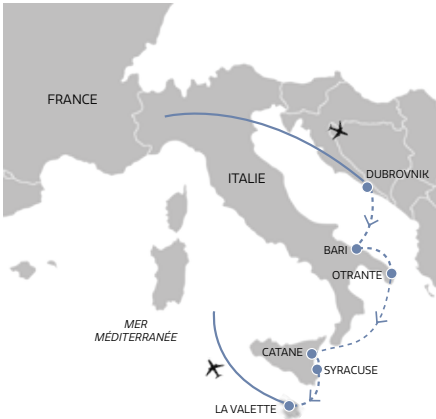 FRANCE
DUBROVNIK
ITALIE
BARI
OTRANTE
MER
MÉDITERRANÉE
CATANE
SYRACUSE
LA VALETTE